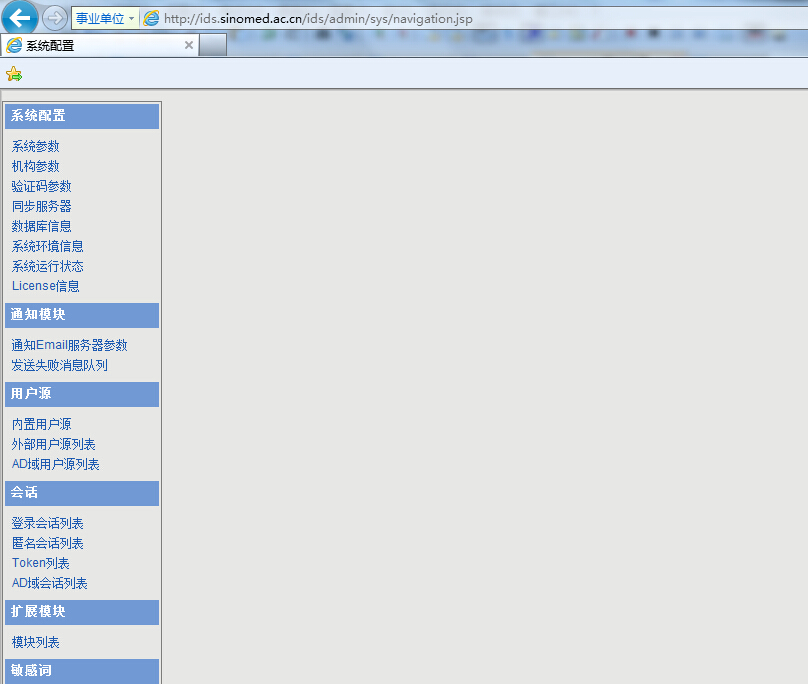 事业单位
http://ids.sinomed.ac.cn/ids/admin/sys/navigation.jsp
系统配置
系统配置
系统参数
机构参数
验证码参数
同步服务器
数据库信息
系统环境信息
系统运行状态
License信息
通知模块
通知Email服务器参数
发送失败消息队列
用户源
内置用户源
外部用户源列表
AD域用户源列表
会话
登录会话列表
匿名会话列表
Token列表
AD域会话列表
扩展模块
模块列表
敏感词